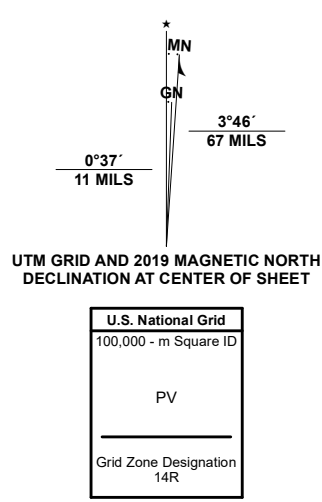 ★
MN
GN
3°46´
67 MILS
0°37´
11 MILS
UTM GRID AND 2019 MAGNETIC NORTH
DECLINATION AT CENTER OF SHEET
U.S. National Grid
100,000 - m Square ID
PV
Grid Zone Designation
14R